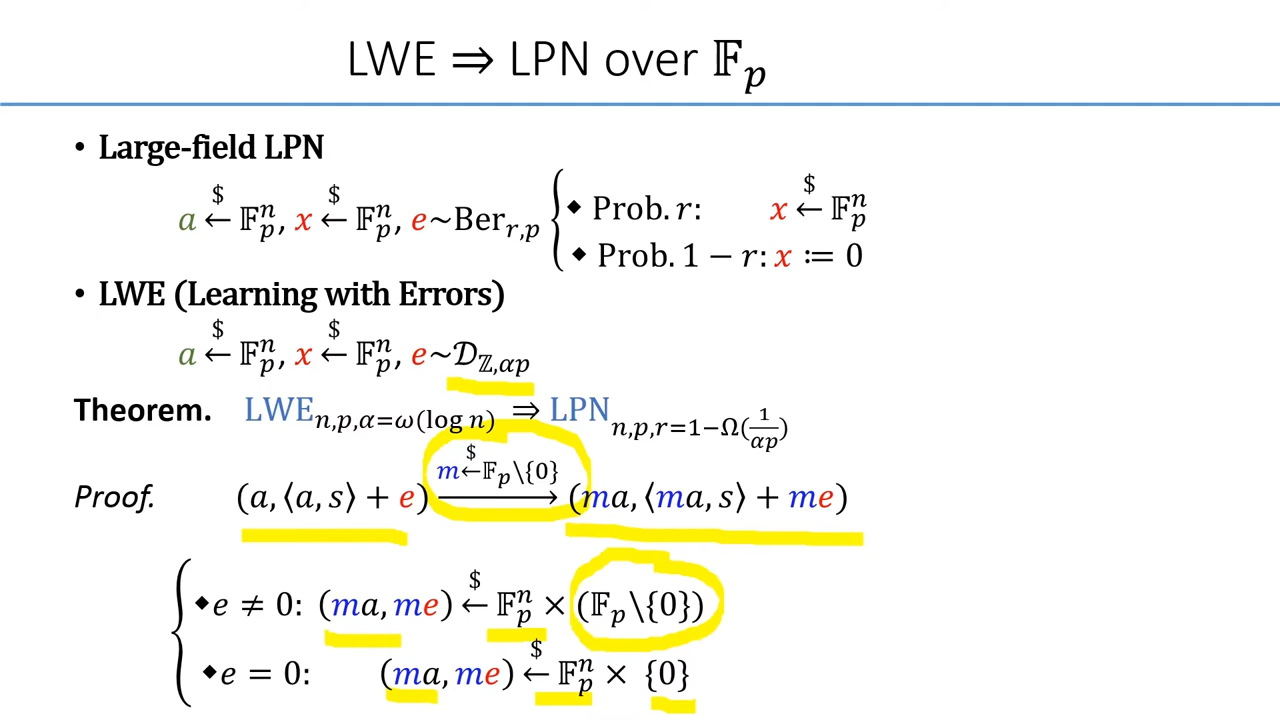 LWE ⇒ LPN over 𝔽_p
• Large-field LPN
a ←$ 𝔽_p^n, x ←$ 𝔽_p^n, e~Ber_{r,p} { ◆ Prob. r: x ←$ 𝔽_p^n
◆ Prob. 1 − r: x ≔ 0
• LWE (Learning with Errors)
a ←$ 𝔽_p^n, x ←$ 𝔽_p^n, e~𝒟_{ℤ,αp}
Theorem. LWE_{n,p,α=ω(log n)} ⇒ LPN_{n,p,r=1−Ω(1/αp)}
Proof. (a, ⟨a, s⟩ + e) —m ←$ 𝔽_p\{0}→ (ma, ⟨ma, s⟩ + me)
{ ◆e ≠ 0: (ma, me) ←$ 𝔽_p^n × (𝔽_p\{0})
◆e = 0: (ma, me) ←$ 𝔽_p^n × {0}